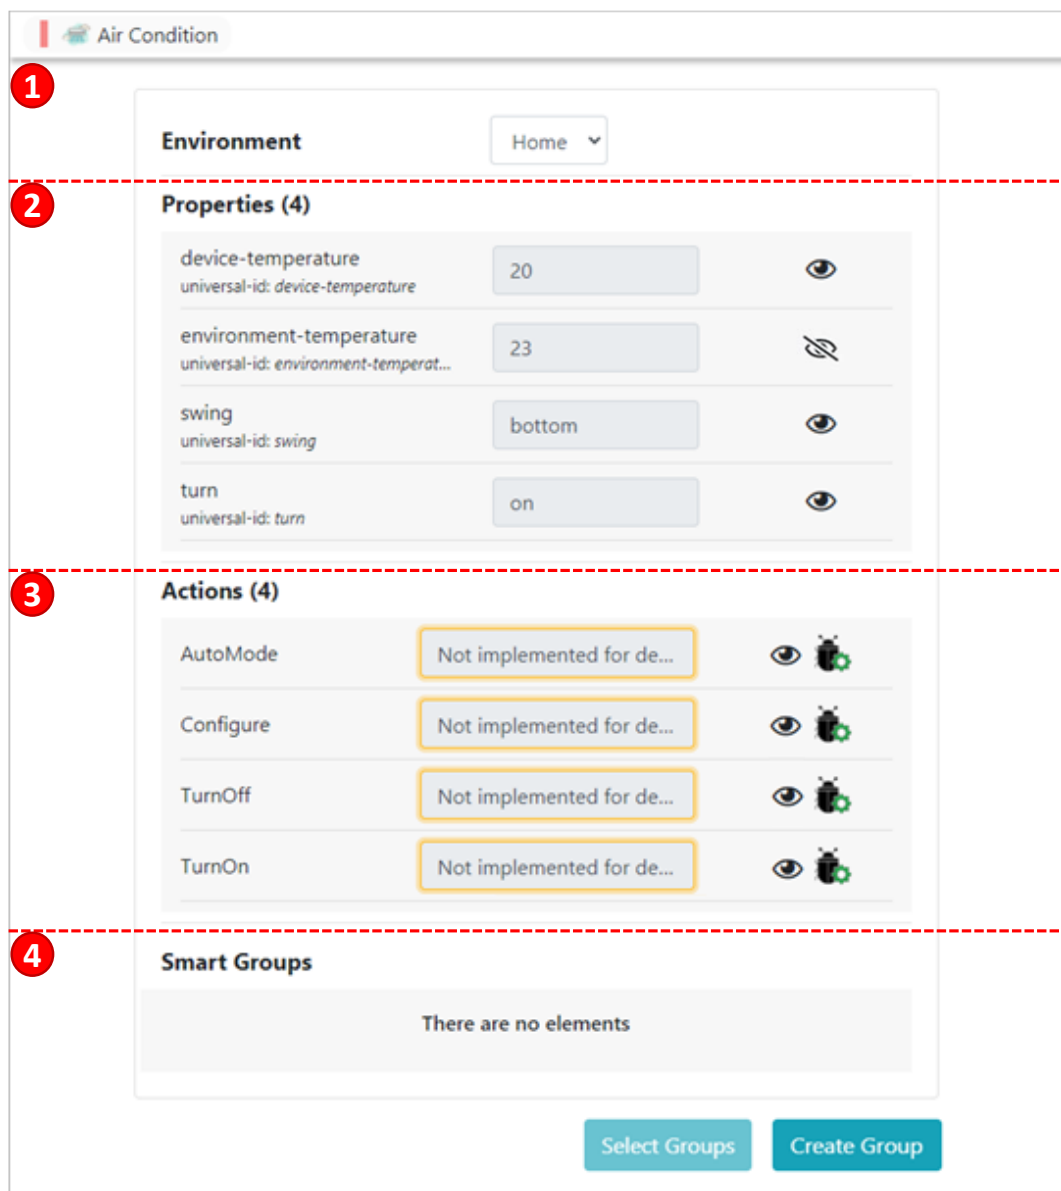 Air Condition
1
Environment
Home
2
Properties (4)
device-temperature
universal-id: device-temperature
20
environment-temperature
universal-id: environment-temperat...
23
swing
universal-id: swing
bottom
turn
universal-id: turn
on
3
Actions (4)
AutoMode
Not implemented for de...
Configure
Not implemented for de...
TurnOff
Not implemented for de...
TurnOn
Not implemented for de...
4
Smart Groups
There are no elements
Select Groups
Create Group